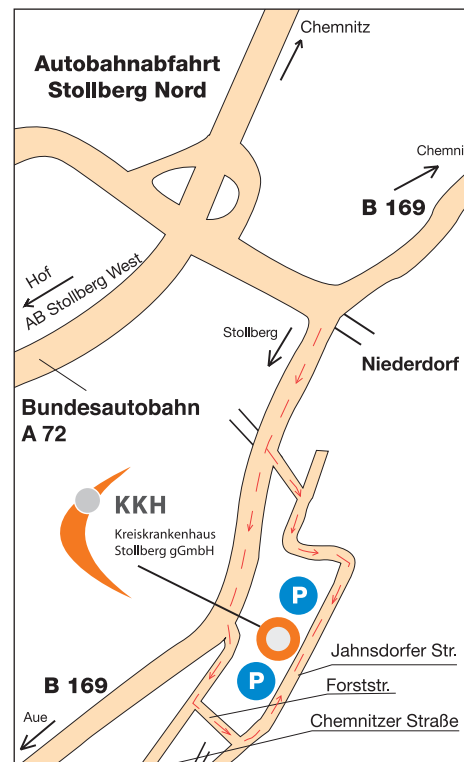 Chemnitz
Autobahnabfahrt
Stollberg Nord
Chemni
B 169
Hof
AB Stollberg West
Stollberg
Niederdorf
Bundesautobahn
A 72
KKH
Kreiskrankenhaus
Stollberg gGmbH
P
Jahnsdorfer Str.
B 169
P
Forststr.
Aue
Chemnitzer Straße